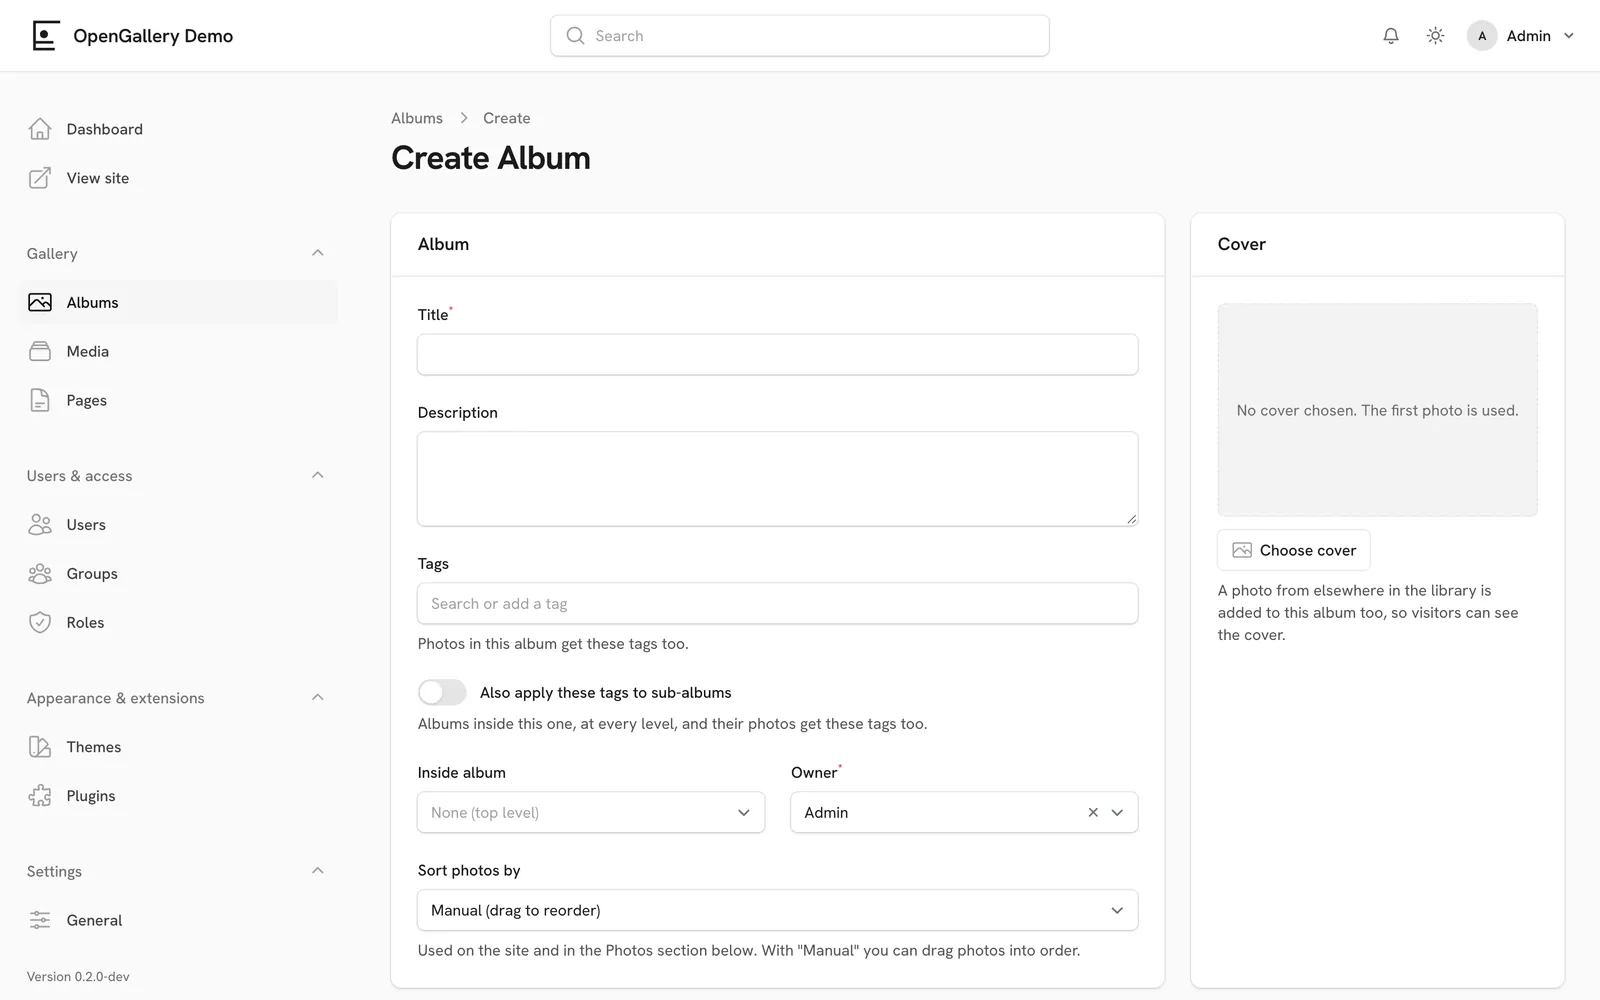 OpenGallery Demo
Search
A
Admin
Dashboard
View site
Gallery
Albums
Media
Pages
Users & access
Users
Groups
Roles
Appearance & extensions
Themes
Plugins
Settings
General
Version 0.2.0-dev
Albums
Create
Create Album
Album
Title*
Description
Tags
Search or add a tag
Photos in this album get these tags too.
Also apply these tags to sub-albums
Albums inside this one, at every level, and their photos get these tags too.
Inside album
None (top level)
Owner*
Admin
Sort photos by
Manual (drag to reorder)
Used on the site and in the Photos section below. With "Manual" you can drag photos into order.
Cover
No cover chosen. The first photo is used.
Choose cover
A photo from elsewhere in the library is
added to this album too, so visitors can see
the cover.